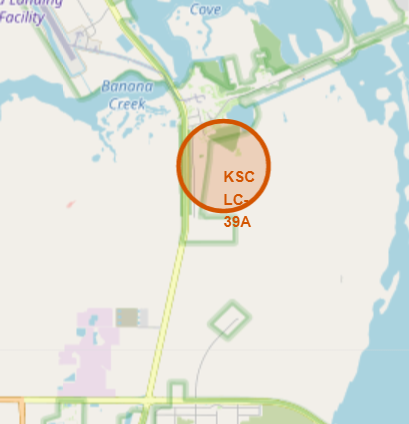 Landing
Facility
Cove
Banana
Creek
KSC
LC-
39A